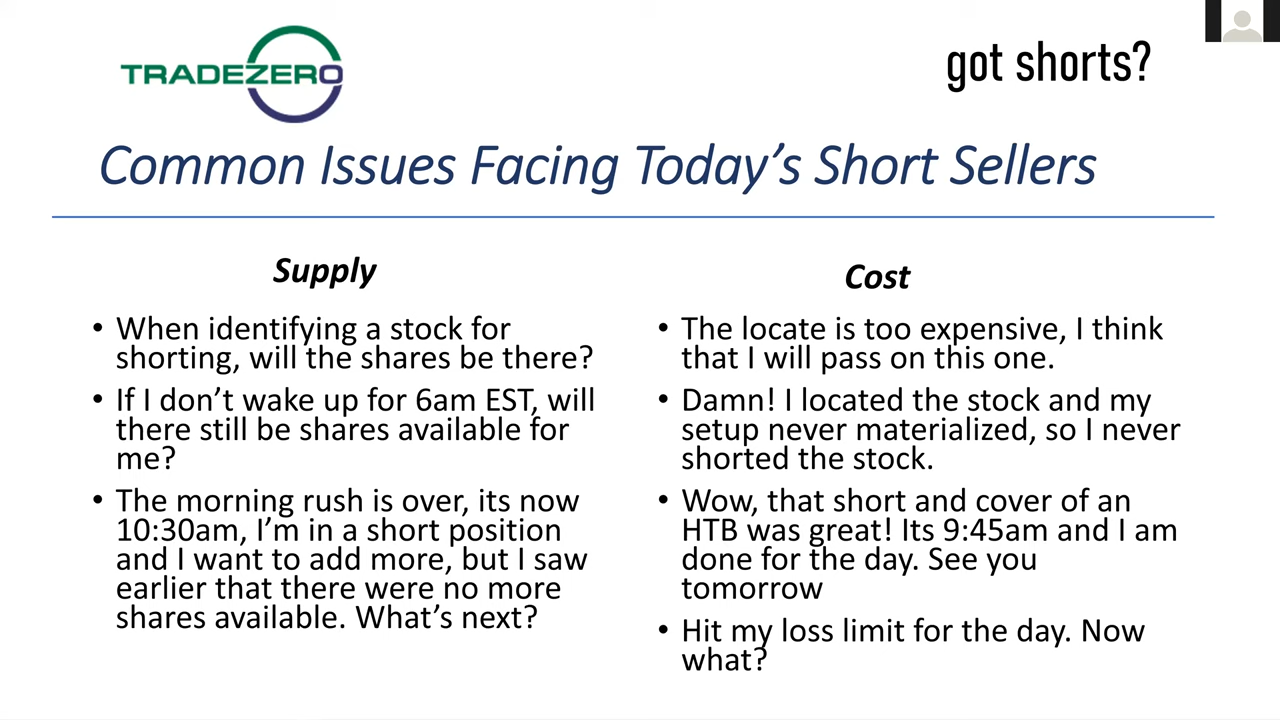 TRADEZERO
got shorts?
Common Issues Facing Today's Short Sellers
Supply
• When identifying a stock for
shorting, will the shares be there?
• If I don't wake up for 6am EST, will
there still be shares available for
me?
• The morning rush is over, its now
10:30am, I'm in a short position
and I want to add more, but I saw
earlier that there were no more
shares available. What's next?
Cost
• The locate is too expensive, I think
that I will pass on this one.
• Damn! I located the stock and my
setup never materialized, so I never
shorted the stock.
• Wow, that short and cover of an
HTB was great! Its 9:45am and I am
done for the day. See you
tomorrow
• Hit my loss limit for the day. Now
what?